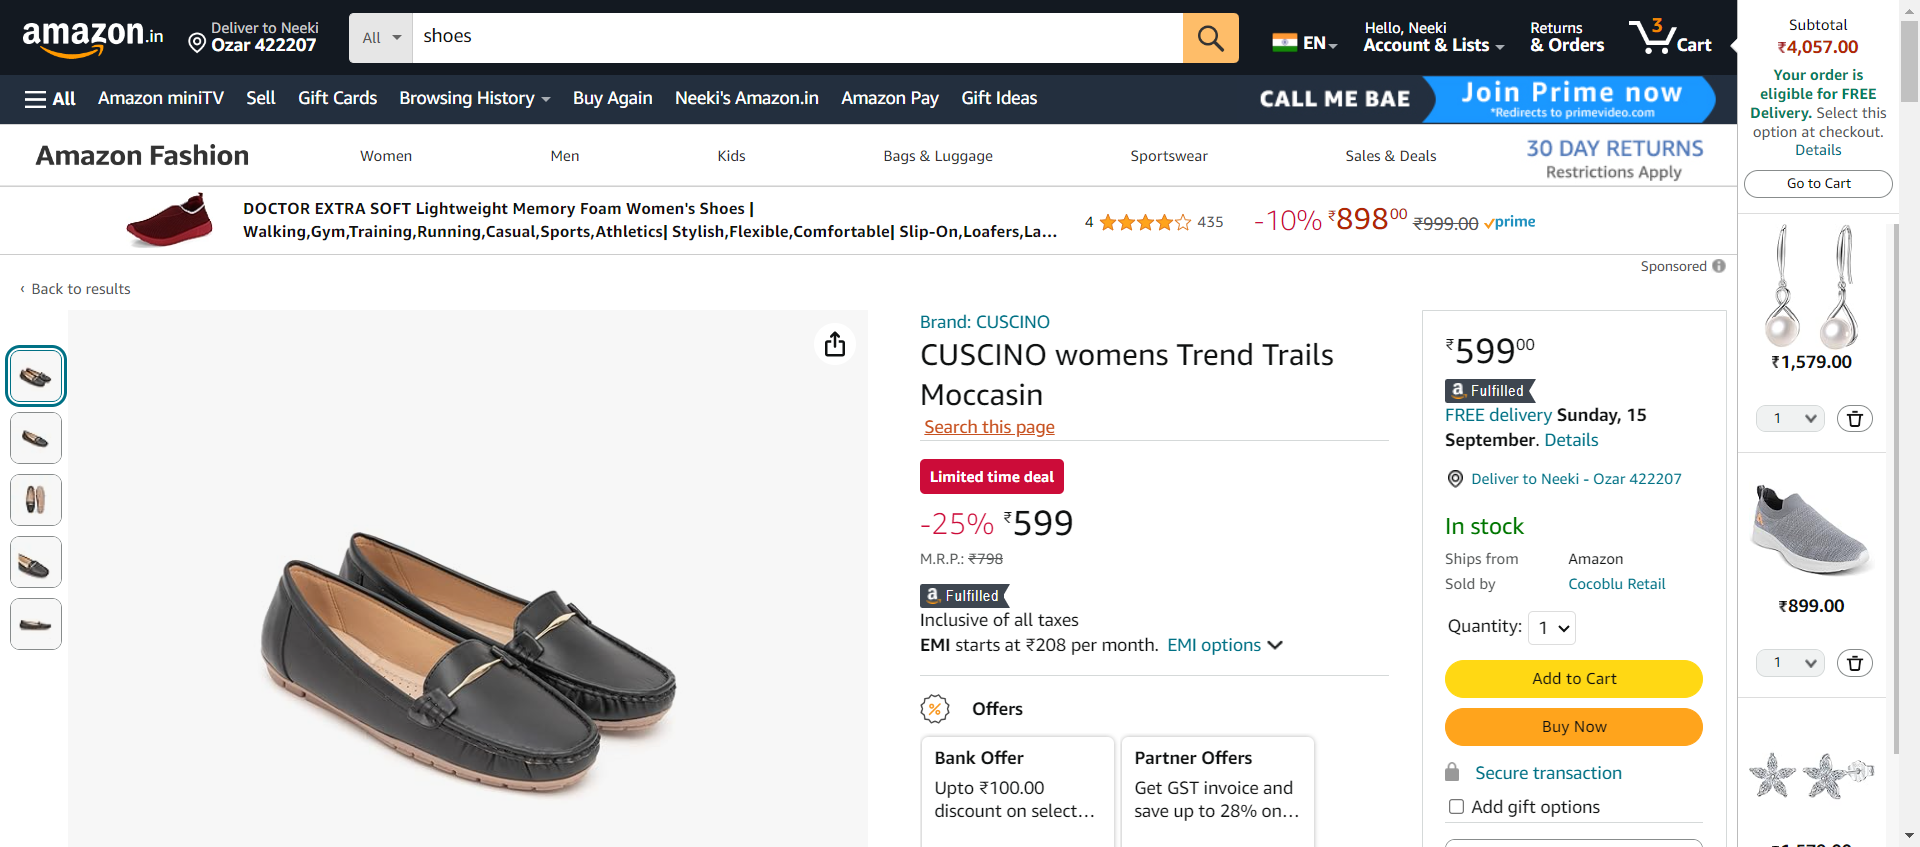 amazon.in
Deliver to Neeki
Ozar 422207
All
shoes
EN
Hello, Neeki
Account & Lists
Returns
& Orders
3
Cart
All
Amazon miniTV
Sell
Gift Cards
Browsing History
Buy Again
Neeki's Amazon.in
Amazon Pay
Gift Ideas
CALL ME BAE
Join Prime now
*Redirects to primevideo.com
Amazon Fashion
Women
Men
Kids
Bags & Luggage
Sportswear
Sales & Deals
30 DAY RETURNS
Restrictions Apply
DOCTOR EXTRA SOFT Lightweight Memory Foam Women's Shoes |
Walking,Gym,Training,Running,Casual,Sports,Athletics| Stylish,Flexible,Comfortable| Slip-On,Loafers,La...
4
435
-10% ₹89800 ₹999.00 prime
Sponsored
‹ Back to results
Brand: CUSCINO
CUSCINO womens Trend Trails
Moccasin
Search this page
Limited time deal
-25% ₹599
M.R.P.: ₹798
a Fulfilled
Inclusive of all taxes
EMI starts at ₹208 per month. EMI options
Offers
Bank Offer
Upto ₹100.00
discount on select...
Partner Offers
Get GST invoice and
save up to 28% on...
₹59900
a Fulfilled
FREE delivery Sunday, 15
September. Details
Deliver to Neeki - Ozar 422207
In stock
Ships from Amazon
Sold by Cocoblu Retail
Quantity: 1
Add to Cart
Buy Now
Secure transaction
Add gift options
Subtotal
₹4,057.00
Your order is
eligible for FREE
Delivery. Select this
option at checkout.
Details
Go to Cart
₹1,579.00
1
₹899.00
1